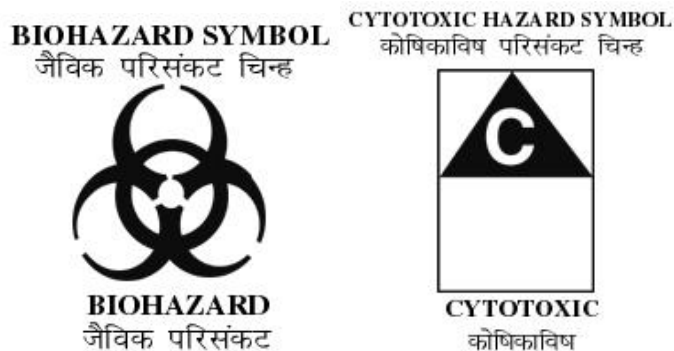 BIOHAZARD SYMBOL
जैविक परिसंकट चिन्ह
BIOHAZARD
जैविक परिसंकट
CYTOTOXIC HAZARD SYMBOL
कोषिकाविष परिसंकट चिन्ह
C
CYTOTOXIC
कोषिकाविष